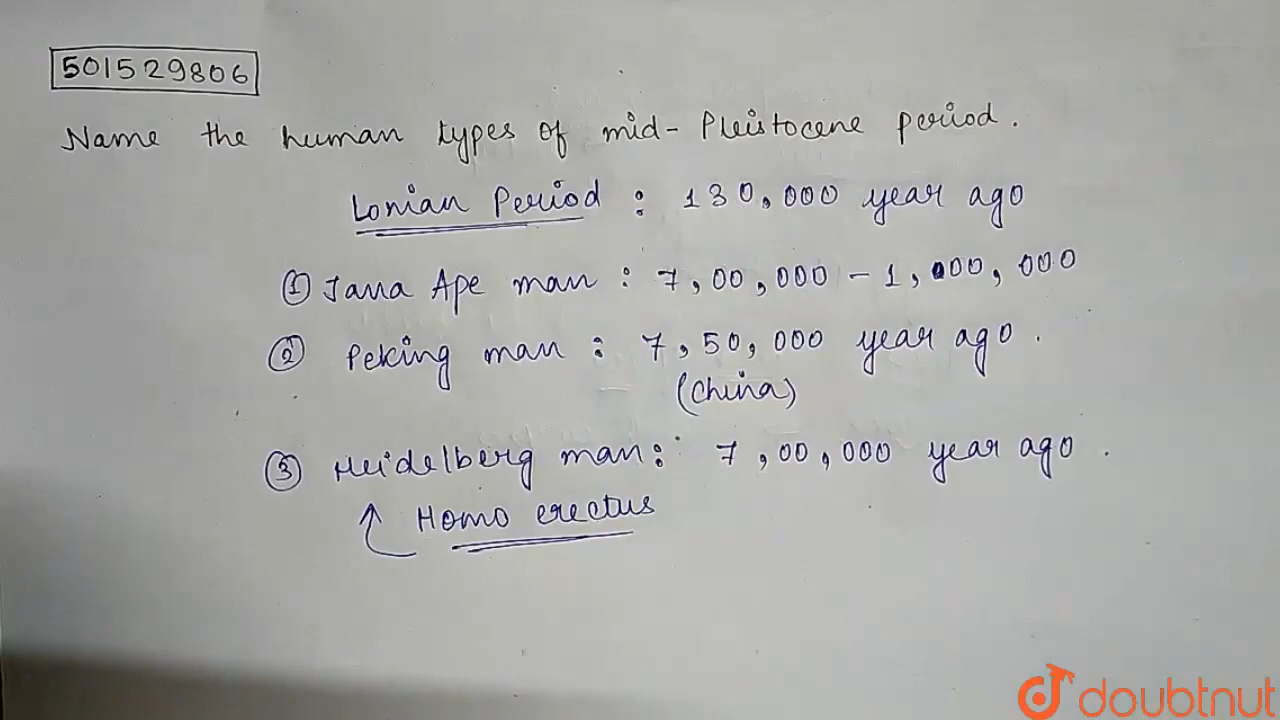 501529806
Name the human types of mid-Pleistocene period.
Lonian Period : 130,000 year ago
① Java Ape man : 7,00,000 - 1,000,000
② Peking man : 7,50,000 year ago.
(China)
③ Heidelberg man: 7,00,000 year ago.
Homo erectus
doubtnut